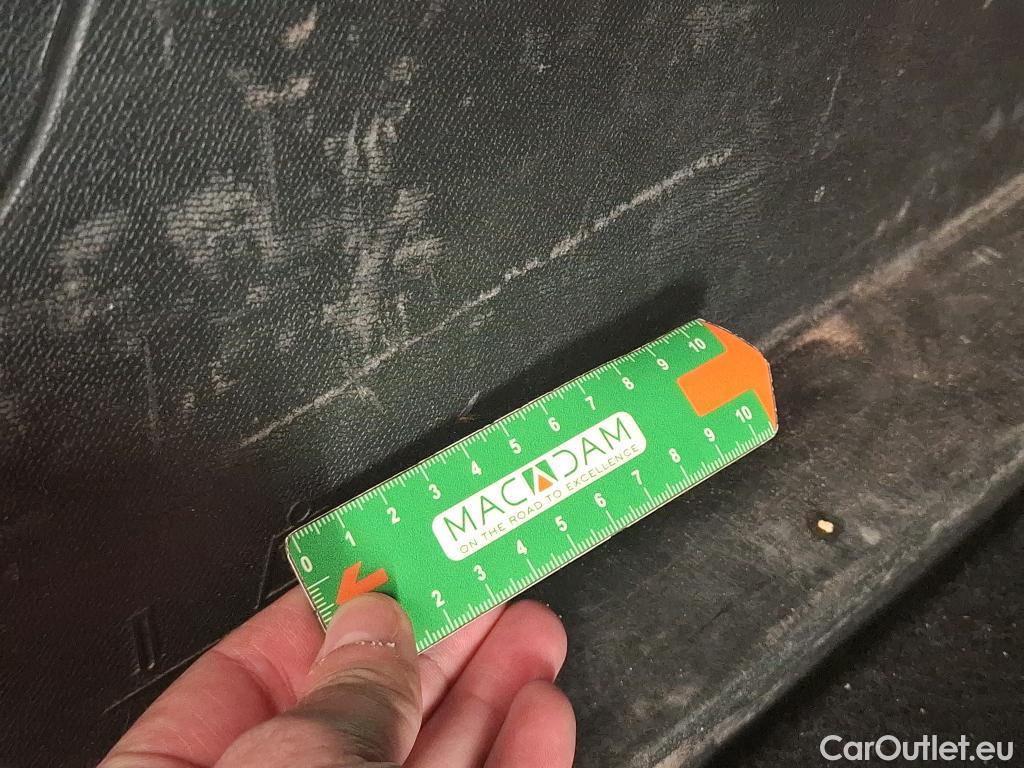 0 1 2 3 4 5 6 7 8 9 10
MACADAM
ON THE ROAD TO EXCELLENCE
2 3 4 5 6 7 8 9 10
CarOutlet.eu